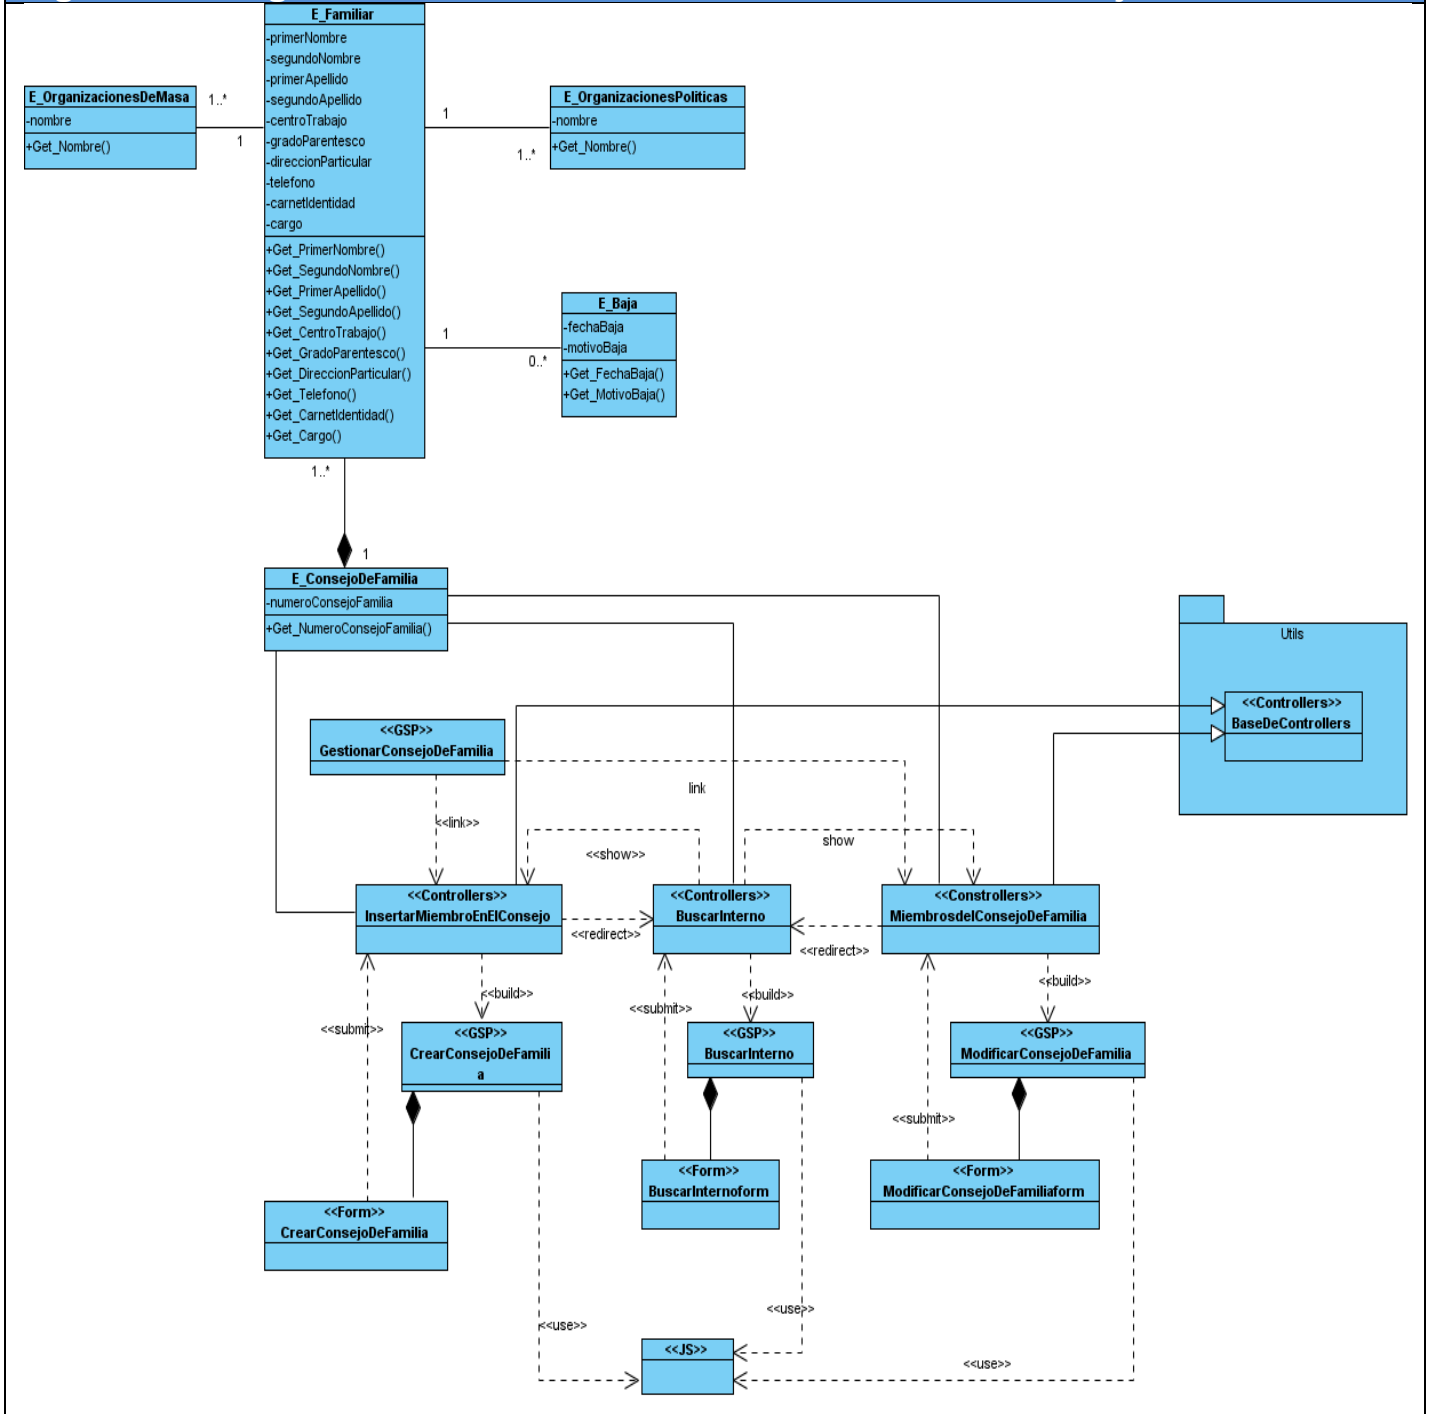 E_Familiar
-primerNombre
-segundoNombre
-primerApellido
-segundoApellido
-centroTrabajo
-gradoParentesco
-direccionParticular
-telefono
-carnetIdentidad
-cargo
+Get_PrimerNombre()
+Get_SegundoNombre()
+Get_PrimerApellido()
+Get_SegundoApellido()
+Get_CentroTrabajo()
+Get_GradoParentesco()
+Get_DireccionParticular()
+Get_Telefono()
+Get_CarnetIdentidad()
+Get_Cargo()
E_OrganizacionesDeMasa
-nombre
+Get_Nombre()
1..*
1
E_OrganizacionesPoliticas
-nombre
+Get_Nombre()
1
1..*
E_Baja
-fechaBaja
-motivoBaja
+Get_FechaBaja()
+Get_MotivoBaja()
1
0..*
1..*
1
E_ConsejoDeFamilia
-numeroConsejoFamilia
+Get_NumeroConsejoFamilia()
Utils
<<Controllers>>
BaseDeControllers
<<GSP>>
GestionarConsejoDeFamilia
link
<<link>>
<<show>>
show
<<Controllers>>
InsertarMiembroEnElConsejo
<<redirect>>
<<Controllers>>
BuscarInterno
<<redirect>>
<<Constrollers>>
MiembrosdelConsejoDeFamilia
<<submit>>
<<build>>
<<submit>>
<<build>>
<<submit>>
<<build>>
<<GSP>>
CrearConsejoDeFamili
a
<<GSP>>
BuscarInterno
<<GSP>>
ModificarConsejoDeFamilia
<<Form>>
CrearConsejoDeFamilia
<<Form>>
BuscarInternoform
<<Form>>
ModificarConsejoDeFamiliaform
<<use>>
<<use>>
<<use>>
<<JS>>